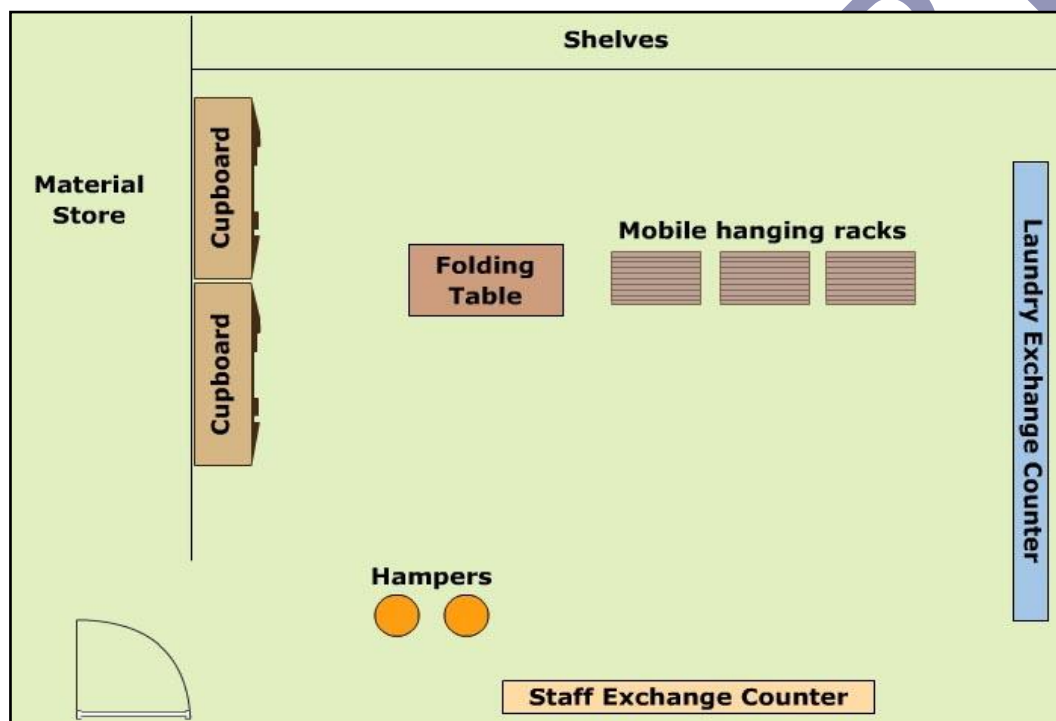 Shelves
Material
Store
Cupboard
Cupboard
Folding
Table
Mobile hanging racks
Laundry Exchange Counter
Hampers
Staff Exchange Counter